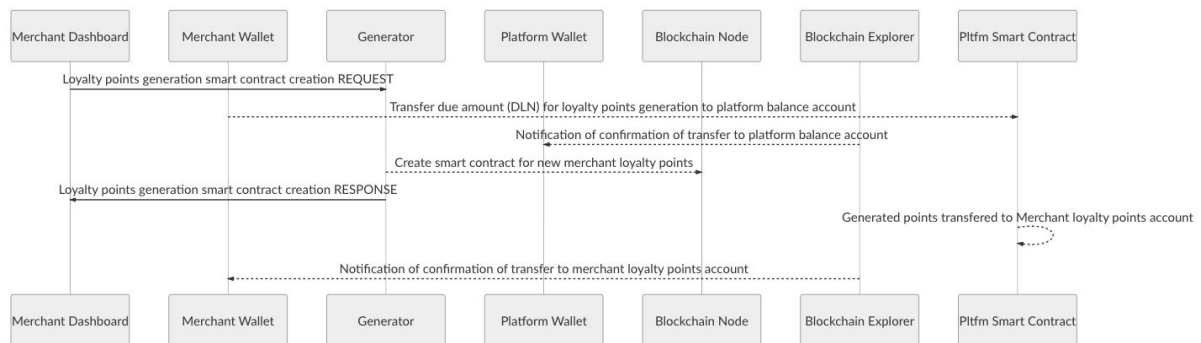 Merchant Dashboard Merchant Wallet Generator Platform Wallet Blockchain Node Blockchain Explorer Pltfm Smart Contract
Loyalty points generation smart contract creation REQUEST
Transfer due amount (DLN) for loyalty points generation to platform balance account
Notification of confirmation of transfer to platform balance account
Create smart contract for new merchant loyalty points
Loyalty points generation smart contract creation RESPONSE
Generated points transfered to Merchant loyalty points account
Notification of confirmation of transfer to merchant loyalty points account
Merchant Dashboard Merchant Wallet Generator Platform Wallet Blockchain Node Blockchain Explorer Pltfm Smart Contract